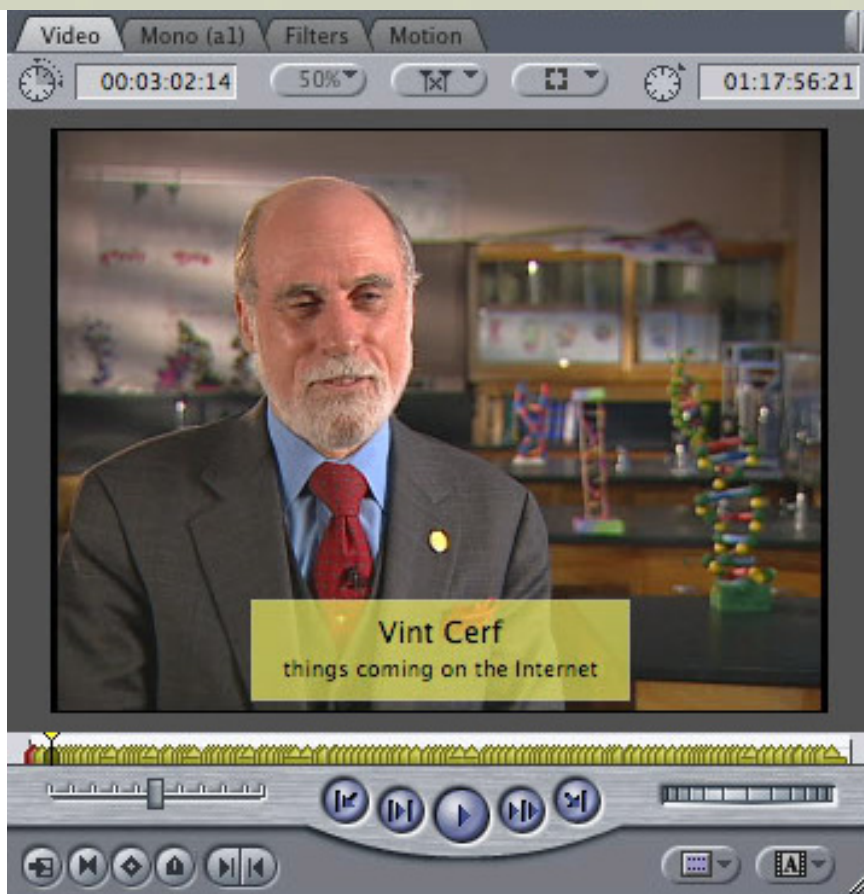 Video Mono (a1) Filters Motion
00:03:02:14 50% 01:17:56:21
Vint Cerf
things coming on the Internet
A